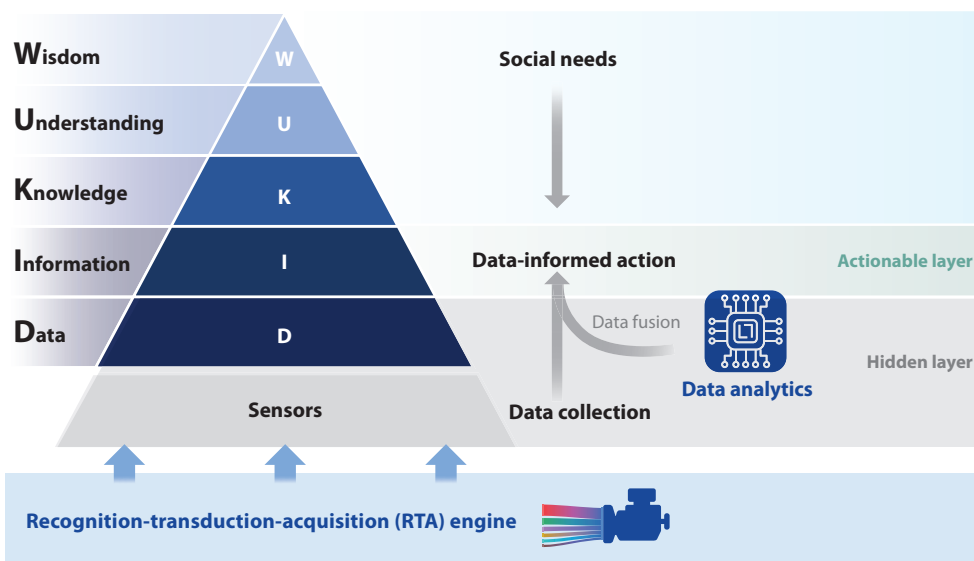 Wisdom
W
Social needs
Understanding
U
Knowledge
K
Information
I
Data-informed action
Actionable layer
Data
D
Data fusion
Hidden layer
Data analytics
Sensors
Data collection
Recognition-transduction-acquisition (RTA) engine